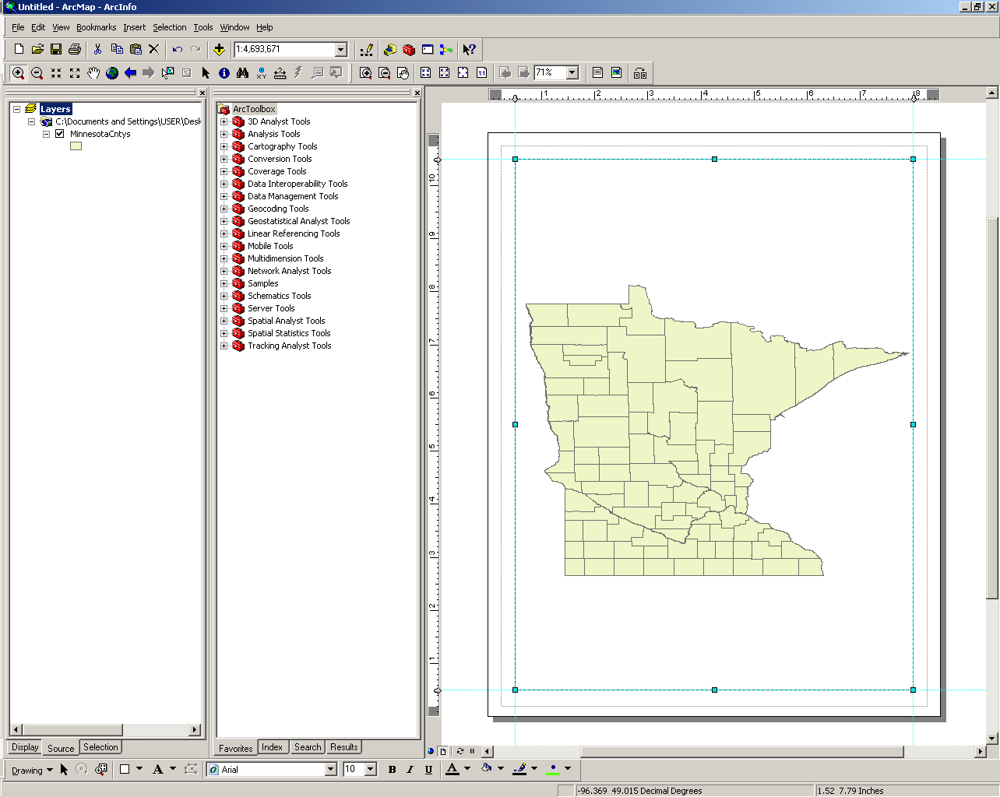 Untitled - ArcMap - ArcInfo
File Edit View Bookmarks Insert Selection Tools Window Help
1:4,693,671
71%
Layers
C:\Documents and Settings\USER\Desk
MinnesotaCntys
Display Source Selection
ArcToolbox
3D Analyst Tools
Analysis Tools
Cartography Tools
Conversion Tools
Coverage Tools
Data Interoperability Tools
Data Management Tools
Geocoding Tools
Geostatistical Analyst Tools
Linear Referencing Tools
Mobile Tools
Multidimension Tools
Network Analyst Tools
Samples
Schematics Tools
Server Tools
Spatial Analyst Tools
Spatial Statistics Tools
Tracking Analyst Tools
Favorites Index Search Results
1 2 3 4 5 6 7 8
10
9
8
7
6
5
4
3
2
1
Drawing A Arial 10 B I U A
-96.369 49.015 Decimal Degrees 1.52 7.79 Inches